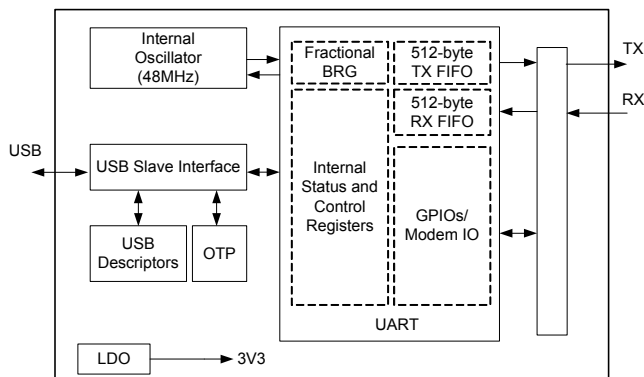 Internal
Oscillator
(48MHz)
Fractional
BRG
512-byte
TX FIFO
TX
512-byte
RX FIFO
RX
USB
USB Slave Interface
Internal
Status and
Control
Registers
GPIOs/
Modem IO
USB
Descriptors
OTP
UART
LDO
3V3